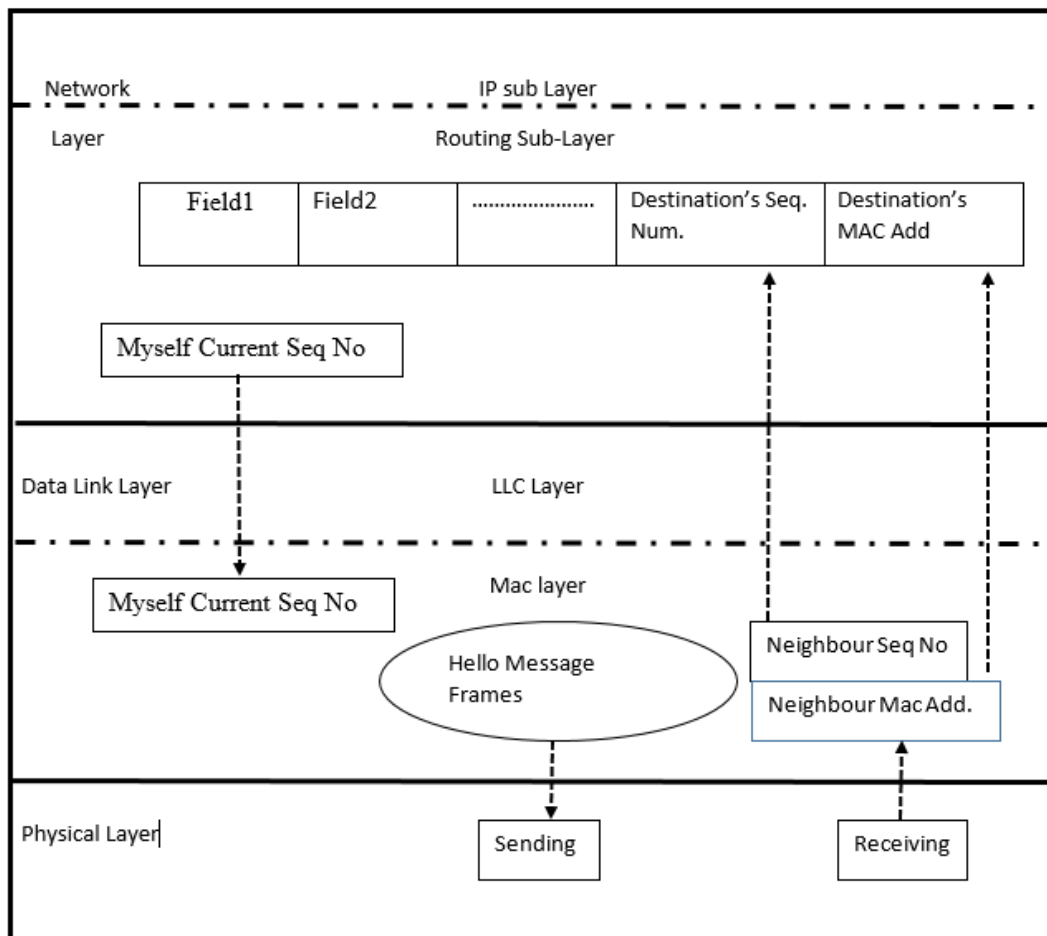 Network
IP sub Layer
Layer
Routing Sub-Layer
Field1
Field2
......................
Destination’s Seq.
Num.
Destination’s
MAC Add
Myself Current Seq No
Data Link Layer
LLC Layer
Mac layer
Myself Current Seq No
Hello Message
Frames
Neighbour Seq No
Neighbour Mac Add.
Physical Layer
Sending
Receiving